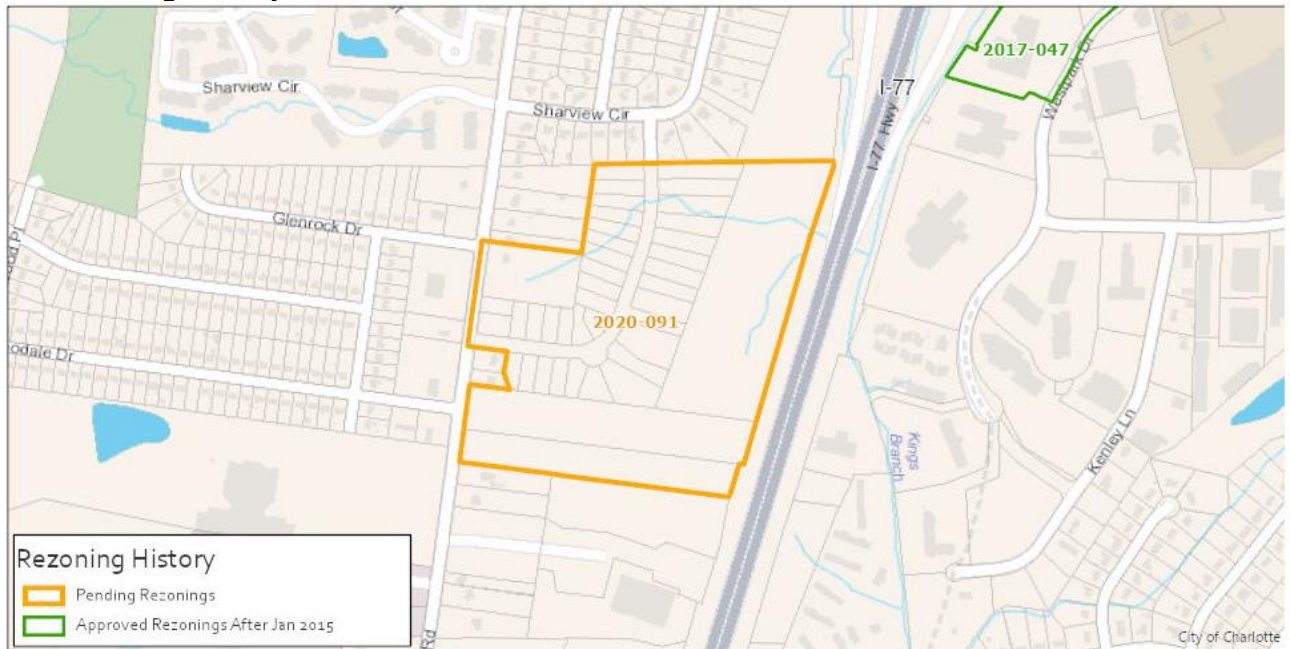 2017-047
Westpark Dr
I-77
I-77 Hwy
Sharview Cir
Sharview Cir
Glenrock Dr
2020-091
Kings
Branch
Kenley Ln
Rd
Rezoning History
Pending Rezonings
Approved Rezonings After Jan 2015
City of Charlotte